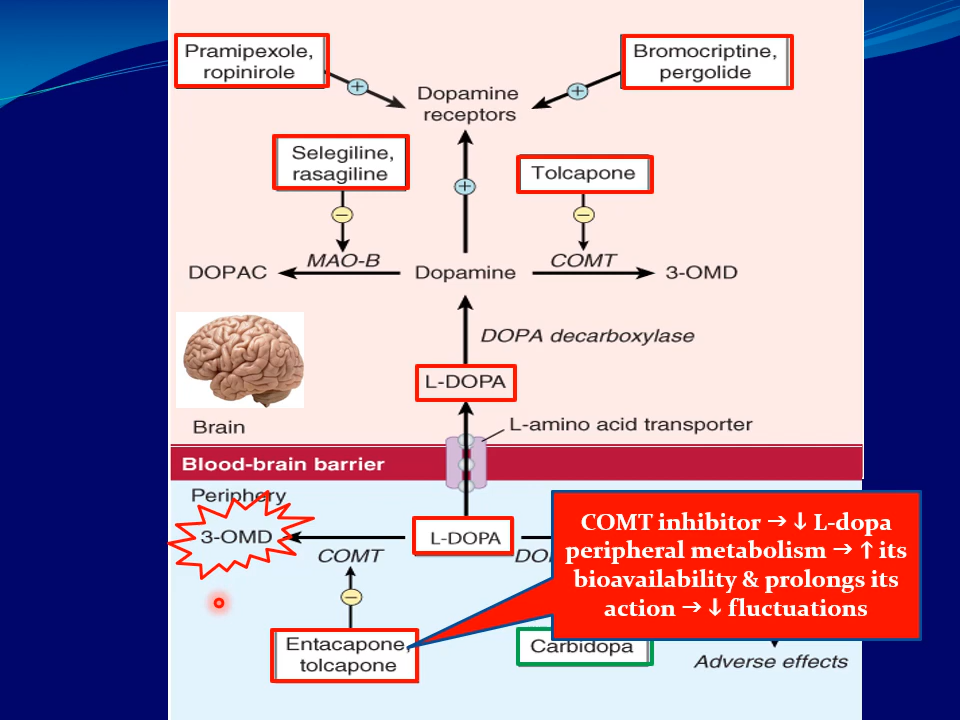 Pramipexole,
ropinirole
Bromocriptine,
pergolide
Dopamine
receptors
Selegiline,
rasagiline
Tolcapone
DOPAC
MAO-B
Dopamine
COMT
3-OMD
DOPA decarboxylase
L-DOPA
L-amino acid transporter
Brain
Blood-brain barrier
Periphery
3-OMD
COMT
L-DOPA
COMT inhibitor → ↓ L-dopa
peripheral metabolism → ↑ its
bioavailability & prolongs its
action → ↓ fluctuations
Entacapone,
tolcapone
Carbidopa
Adverse effects